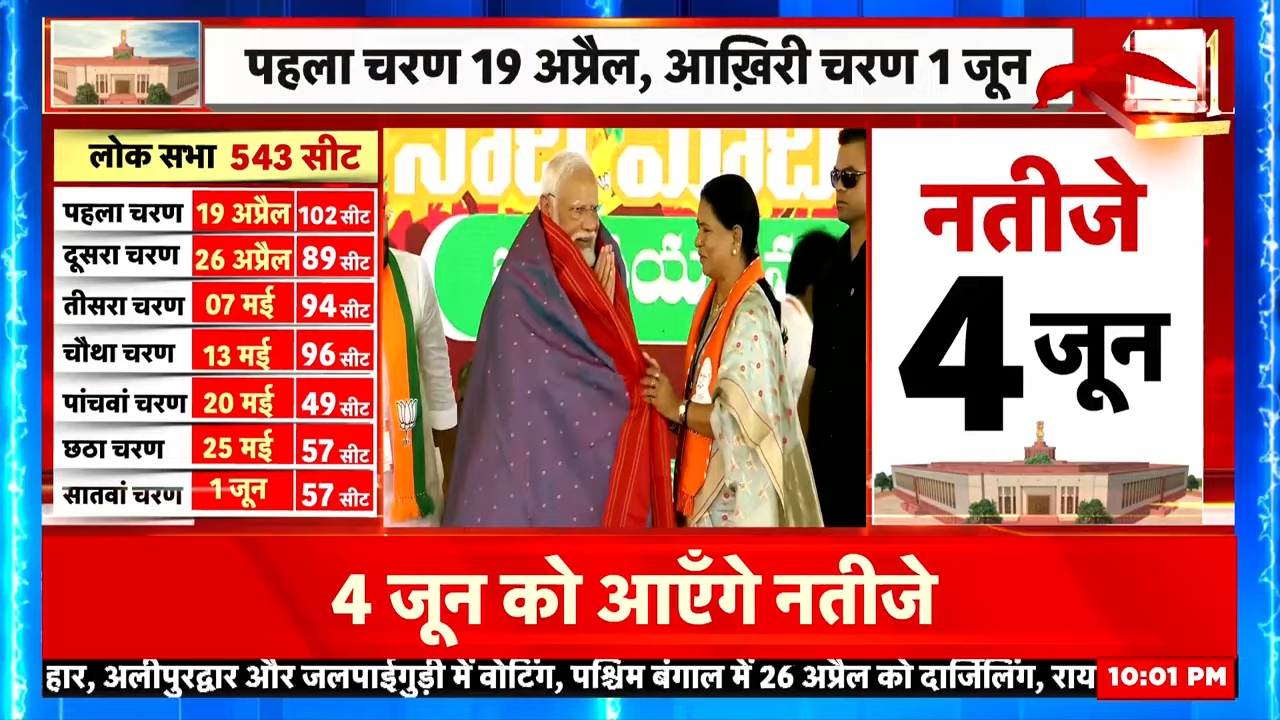 पहला चरण 19 अप्रैल, आख़िरी चरण 1 जून
लोक सभा 543 सीट
पहला चरण 19 अप्रैल 102 सीट
दूसरा चरण 26 अप्रैल 89 सीट
तीसरा चरण 07 मई 94 सीट
चौथा चरण 13 मई 96 सीट
पांचवां चरण 20 मई 49 सीट
छठा चरण 25 मई 57 सीट
सातवां चरण 1 जून 57 सीट
नतीजे
4 जून
4 जून को आएँगे नतीजे
हार, अलीपुरद्वार और जलपाईगुड़ी में वोटिंग, पश्चिम बंगाल में 26 अप्रैल को दार्जिलिंग, राय
10:01 PM